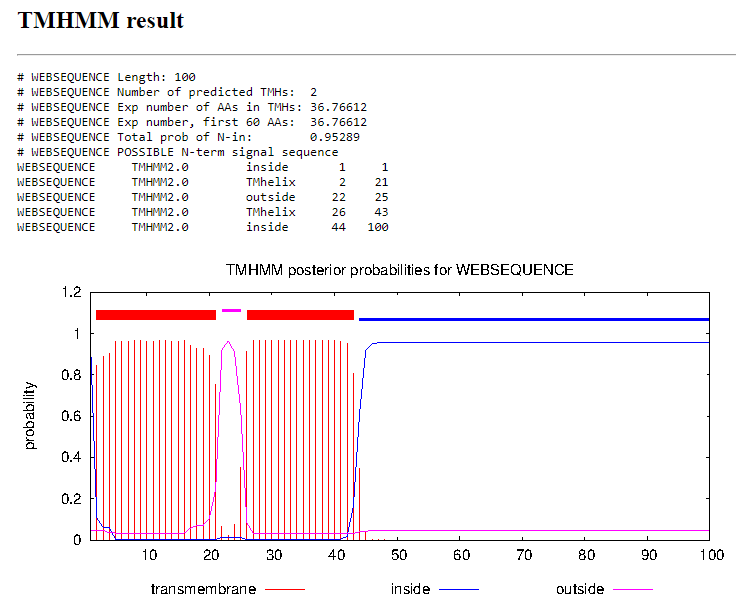 TMHMM result
# WEBSEQUENCE Length: 100
# WEBSEQUENCE Number of predicted TMHs:  2
# WEBSEQUENCE Exp number of AAs in TMHs: 36.76612
# WEBSEQUENCE Exp number, first 60 AAs:  36.76612
# WEBSEQUENCE Total prob of N-in:        0.95289
# WEBSEQUENCE POSSIBLE N-term signal sequence
WEBSEQUENCE     TMHMM2.0        inside       1     1
WEBSEQUENCE     TMHMM2.0        TMhelix      2    21
WEBSEQUENCE     TMHMM2.0        outside     22    25
WEBSEQUENCE     TMHMM2.0        TMhelix     26    43
WEBSEQUENCE     TMHMM2.0        inside      44   100
TMHMM posterior probabilities for WEBSEQUENCE
1.2
1
0.8
0.6
0.4
0.2
0
probability
10 20 30 40 50 60 70 80 90 100
transmembrane inside outside